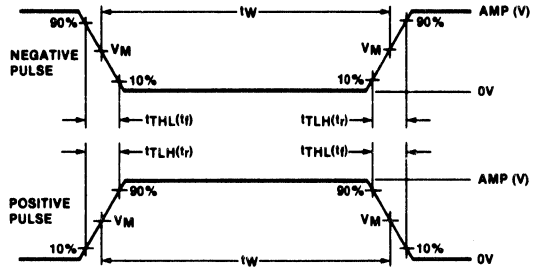 tW
90%
90%
AMP (V)
NEGATIVE
PULSE
VM
VM
10%
10%
0V
tTHL(tf)
tTLH(tr)
tTLH(tr)
tTHL(tf)
POSITIVE
PULSE
90%
90%
AMP (V)
VM
VM
10%
10%
tW
0V